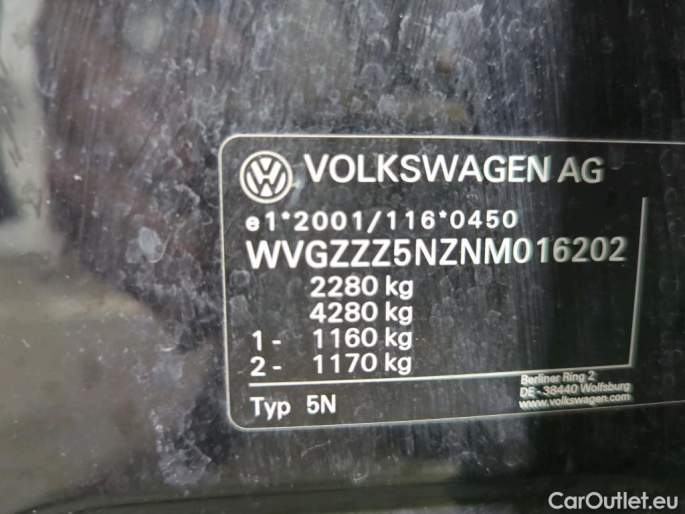 VOLKSWAGEN AG
e1*2001/116*0450
WVGZZZ5NZNM016202
2280 kg
4280 kg
1- 1160 kg
2- 1170 kg
Typ 5N
Berliner Ring 2
DE - 38440 Wolfsburg
www.volkswagen.com
CarOutlet.eu